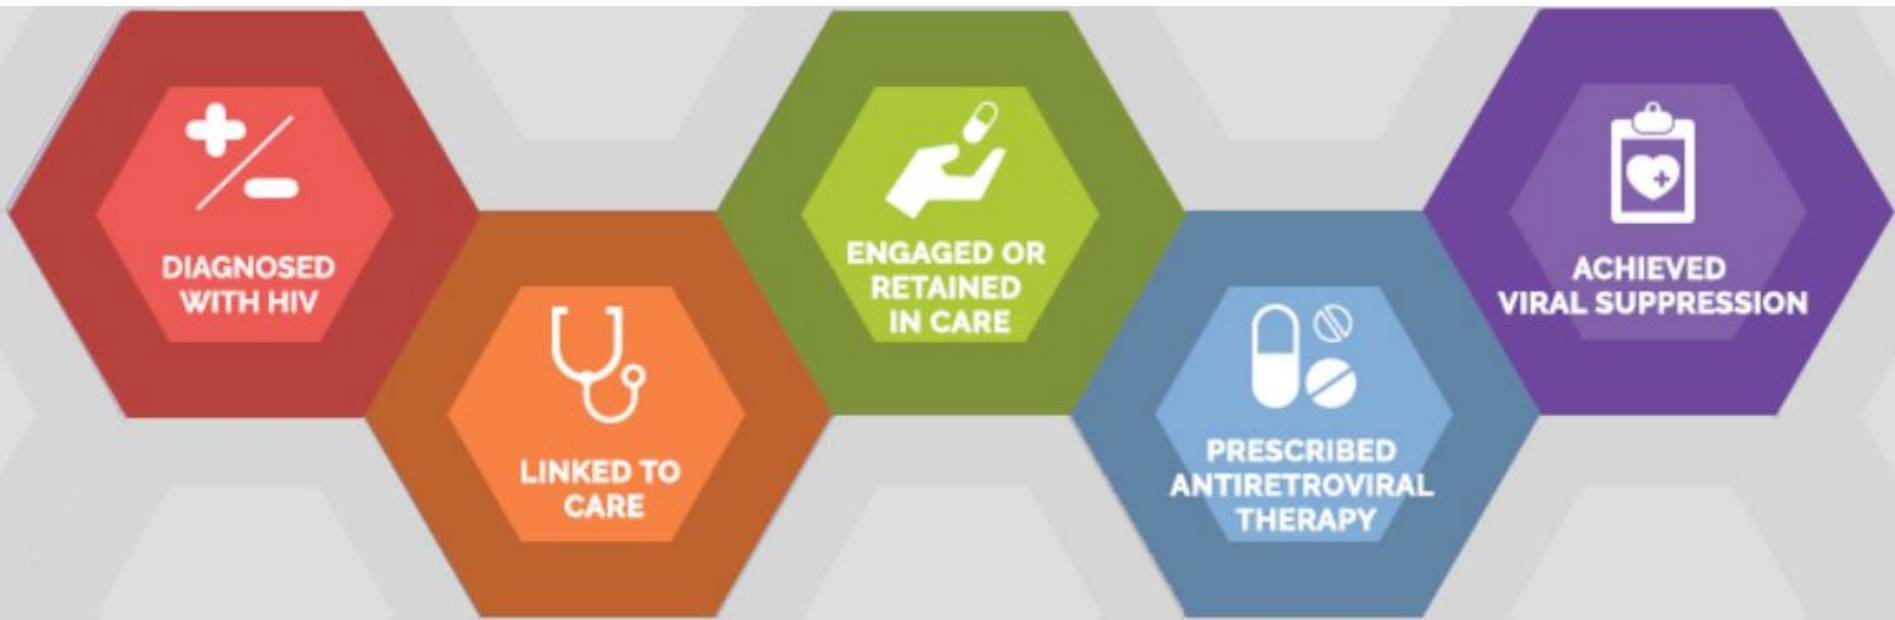 DIAGNOSED
WITH HIV
LINKED TO
CARE
ENGAGED OR
RETAINED
IN CARE
PRESCRIBED
ANTIRETROVIRAL
THERAPY
ACHIEVED
VIRAL SUPPRESSION